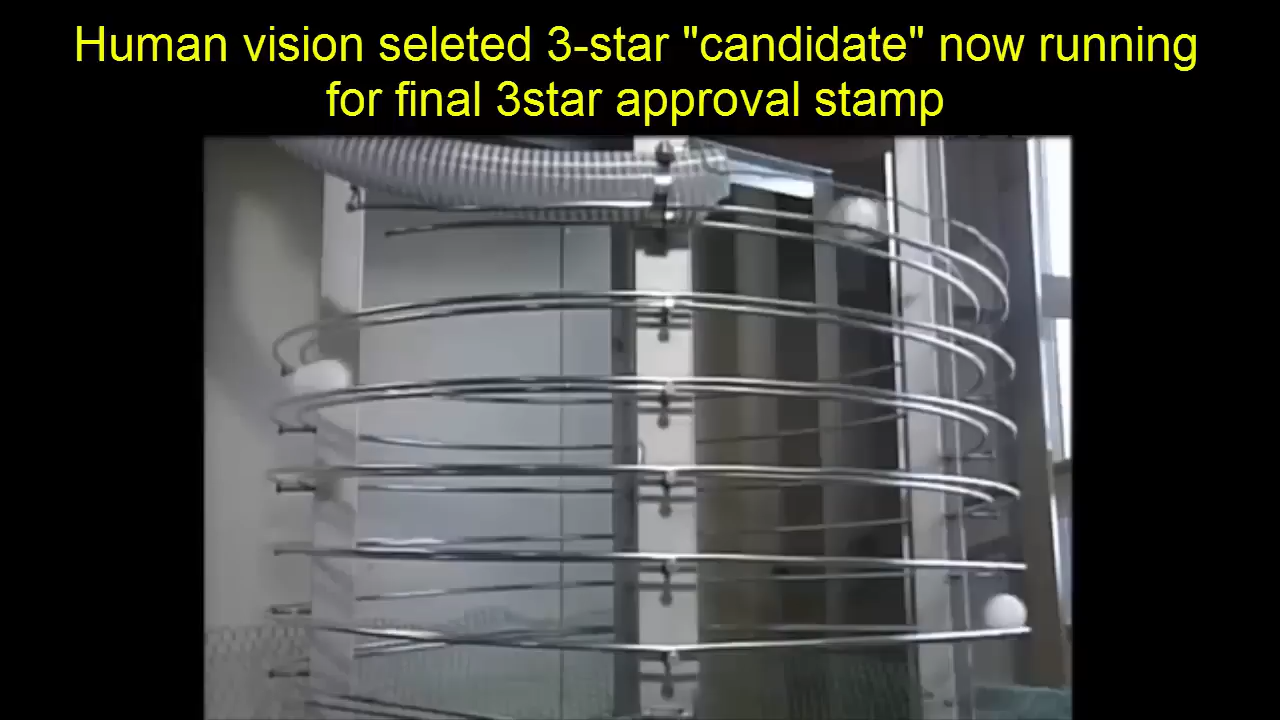 Human vision seleted 3-star "candidate" now running
for final 3star approval stamp